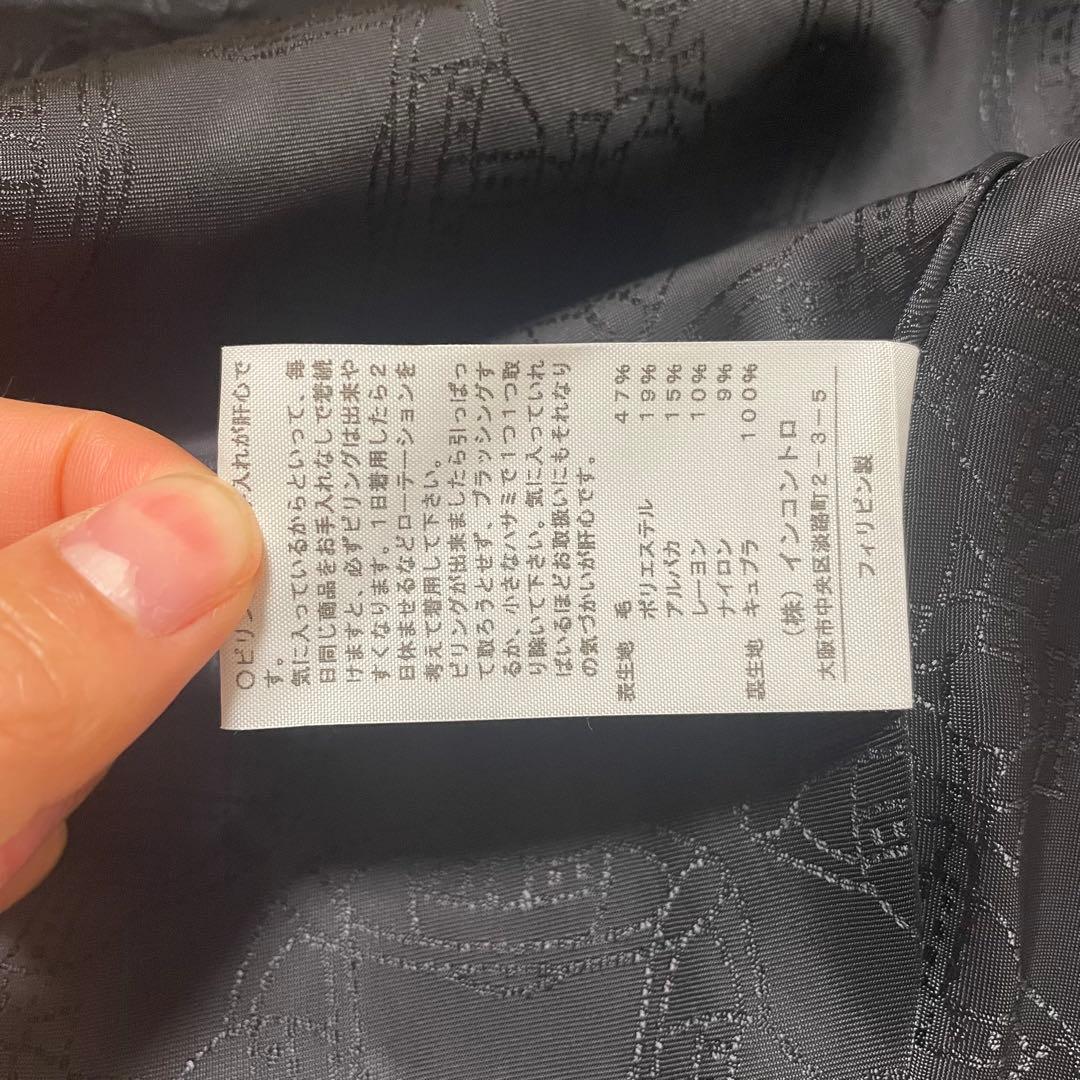 ○ピリン 入れが肝心で
す。
気に入っているからといって、毎
日同じ商品をお手入れなしで着続
けますと、必ずピリングは出来や
すくなります。1日着用したら2
日休ませるなどローテーションを
考えて着用して下さい。
ピリングが出来ましたら引っぱっ
て取ろうとせず、ブラッシングす
るか、小さなハサミで1つ1つ取
り除いて下さい。気に入っていれ
ばいるほどお取扱いにもそれなり
の気づかいが肝心です。
表生地 毛 47%
ポリエステル 19%
アルパカ 15%
レーヨン 10%
ナイロン 9%
裏生地 キュプラ 100%
(株)インコントロ
大阪市中央区淡路町2-3-5
フィリピン製